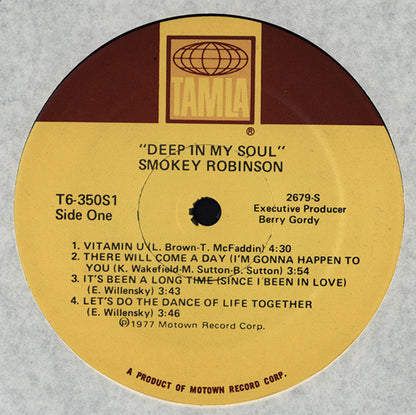 TAMLA
®
"DEEP IN MY SOUL"
SMOKEY ROBINSON
T6-350S1
Side One
2679-S
Executive Producer
Berry Gordy
1. VITAMIN U (L. Brown-T. McFaddin) 4:30
2. THERE WILL COME A DAY (I'M GONNA HAPPEN TO
YOU (K. Wakefield-M. Sutton-B. Sutton) 3:54
3. IT'S BEEN A LONG TIME (SINCE I'BEEN IN LOVE)
(E. Willensky) 3:43
4. LET'S DO THE DANCE OF LIFE TOGETHER
(E. Willensky) 3:46
℗1977 Motown Record Corp.
A PRODUCT OF MOTOWN RECORD CORP.